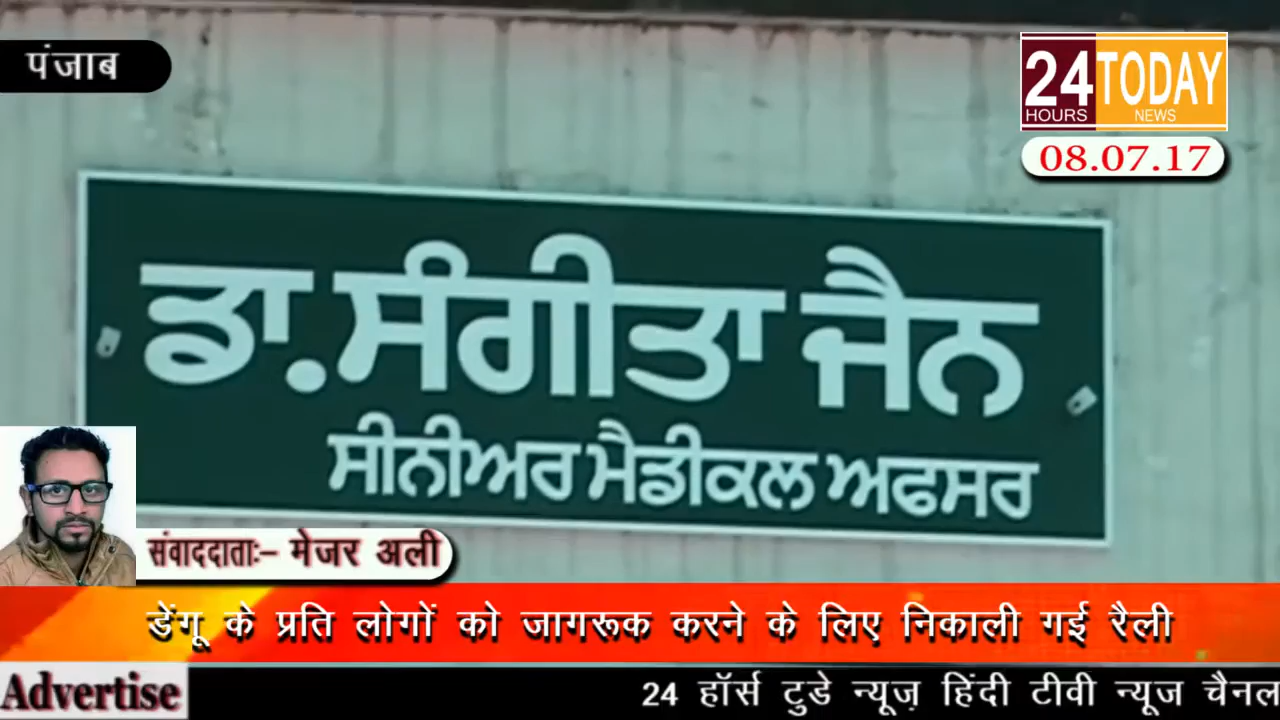 पंजाब
24 TODAY
HOURS NEWS
08.07.17
ਡਾ.ਸੰਗੀਤਾ ਜੈਨ
ਸੀਨੀਅਰ ਮੈਡੀਕਲ ਅਫਸਰ
संवाददाताः- मेजर अली
डेंगू के प्रति लोगों को जागरूक करने के लिए निकाली गई रैली
Advertise
24 हॉर्स टुडे न्यूज़ हिंदी टीवी न्यूज चैनल